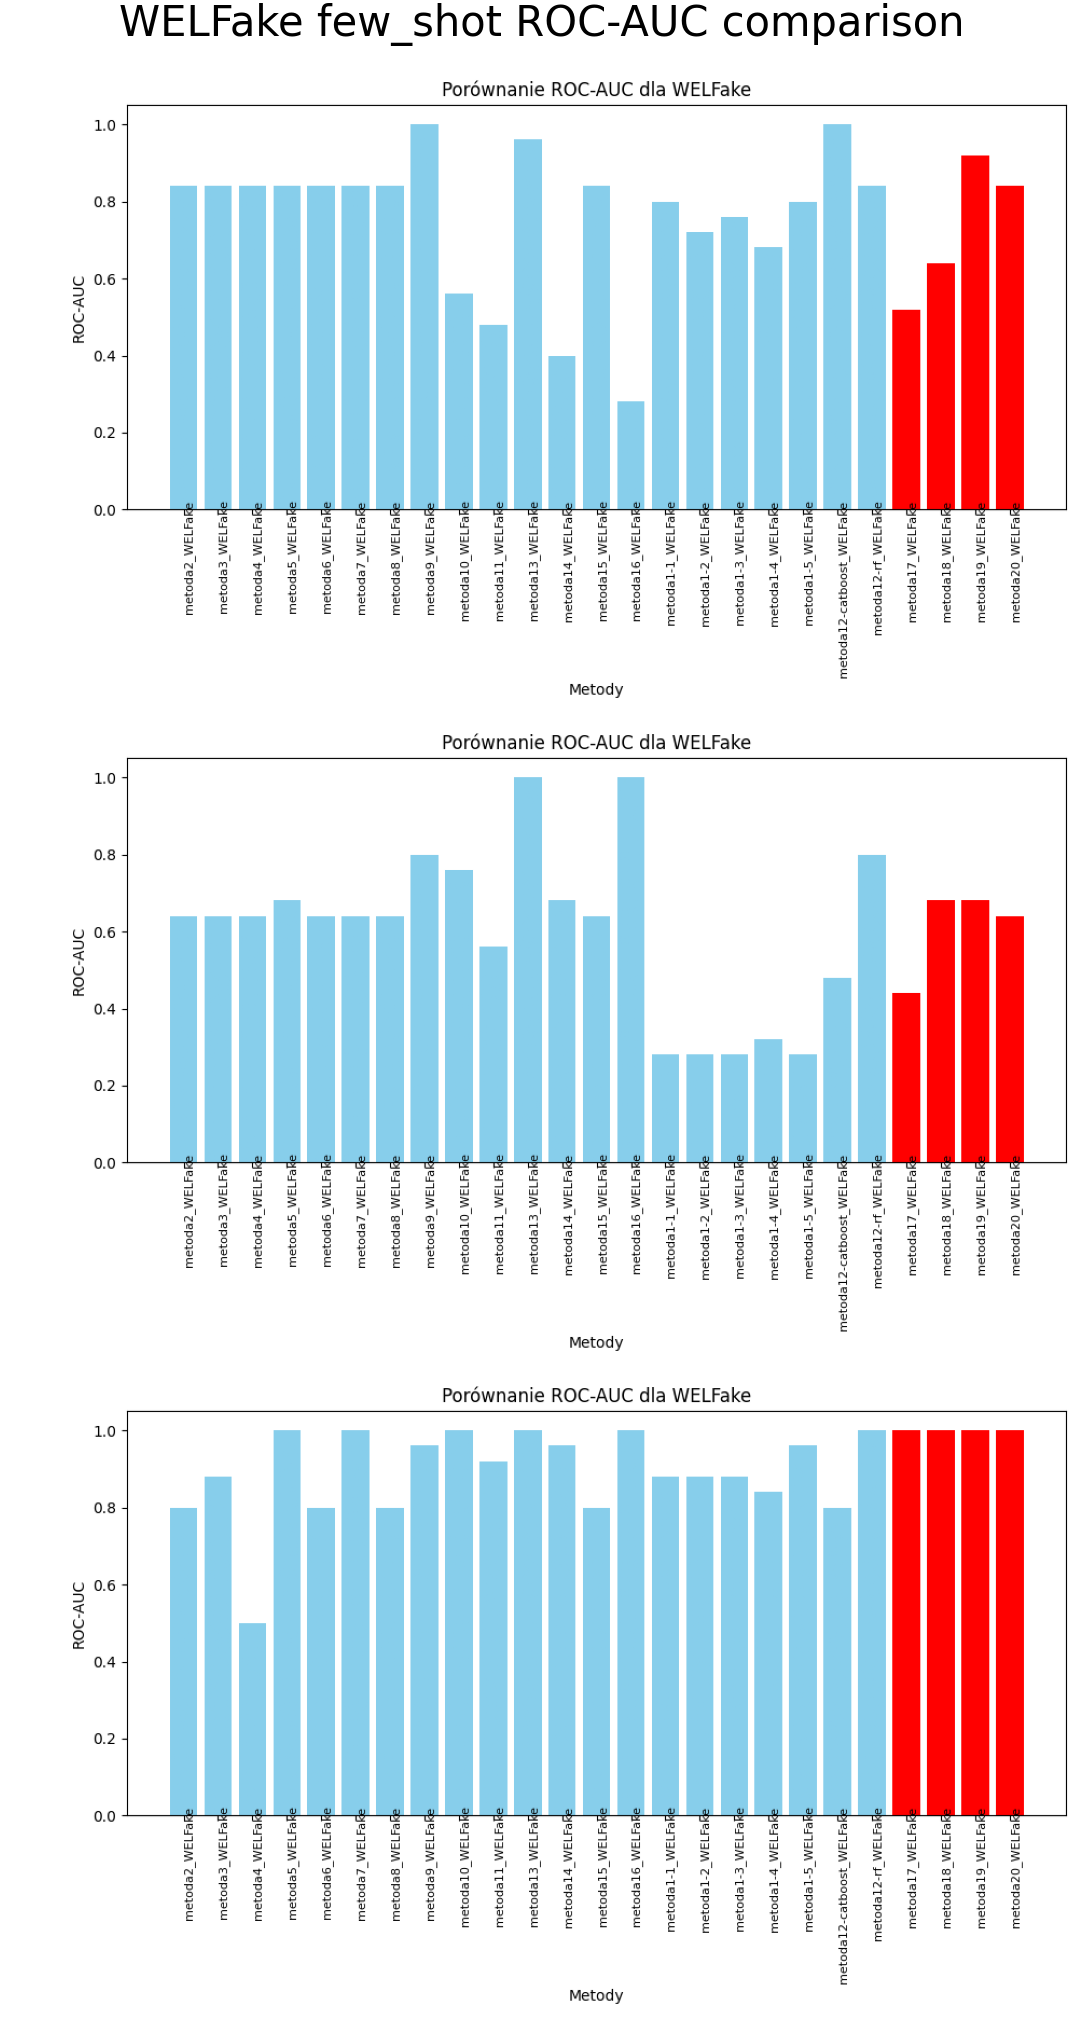 WELFake few_shot ROC-AUC comparison
Porównanie ROC-AUC dla WELFake
1.0
0.8
0.6
0.4
0.2
0.0
ROC-AUC
metoda2_WELFake
metoda3_WELFake
metoda4_WELFake
metoda5_WELFake
metoda6_WELFake
metoda7_WELFake
metoda8_WELFake
metoda9_WELFake
metoda10_WELFake
metoda11_WELFake
metoda13_WELFake
metoda14_WELFake
metoda15_WELFake
metoda16_WELFake
metoda1-1_WELFake
metoda1-2_WELFake
metoda1-3_WELFake
metoda1-4_WELFake
metoda1-5_WELFake
metoda12-catboost_WELFake
metoda12-rf_WELFake
metoda17_WELFake
metoda18_WELFake
metoda19_WELFake
metoda20_WELFake
Metody
Porównanie ROC-AUC dla WELFake
1.0
0.8
0.6
0.4
0.2
0.0
ROC-AUC
metoda2_WELFake
metoda3_WELFake
metoda4_WELFake
metoda5_WELFake
metoda6_WELFake
metoda7_WELFake
metoda8_WELFake
metoda9_WELFake
metoda10_WELFake
metoda11_WELFake
metoda13_WELFake
metoda14_WELFake
metoda15_WELFake
metoda16_WELFake
metoda1-1_WELFake
metoda1-2_WELFake
metoda1-3_WELFake
metoda1-4_WELFake
metoda1-5_WELFake
metoda12-catboost_WELFake
metoda12-rf_WELFake
metoda17_WELFake
metoda18_WELFake
metoda19_WELFake
metoda20_WELFake
Metody
Porównanie ROC-AUC dla WELFake
1.0
0.8
0.6
0.4
0.2
0.0
ROC-AUC
metoda2_WELFake
metoda3_WELFake
metoda4_WELFake
metoda5_WELFake
metoda6_WELFake
metoda7_WELFake
metoda8_WELFake
metoda9_WELFake
metoda10_WELFake
metoda11_WELFake
metoda13_WELFake
metoda14_WELFake
metoda15_WELFake
metoda16_WELFake
metoda1-1_WELFake
metoda1-2_WELFake
metoda1-3_WELFake
metoda1-4_WELFake
metoda1-5_WELFake
metoda12-catboost_WELFake
metoda12-rf_WELFake
metoda17_WELFake
metoda18_WELFake
metoda19_WELFake
metoda20_WELFake
Metody